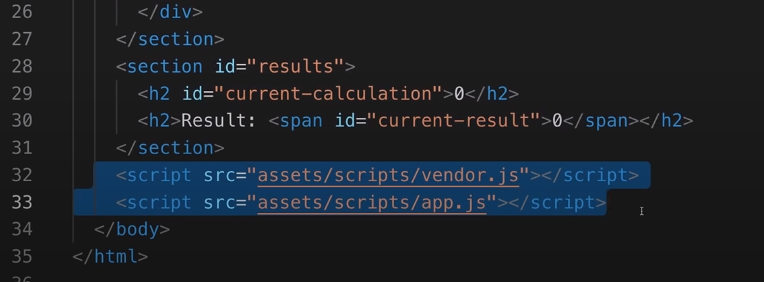 26 </div>
27 </section>
28 <section id="results">
29 <h2 id="current-calculation">0</h2>
30 <h2>Result: <span id="current-result">0</span></h2>
31 </section>
32 <script src="assets/scripts/vendor.js"></script>
33 <script src="assets/scripts/app.js"></script>
34 </body>
35 </html>